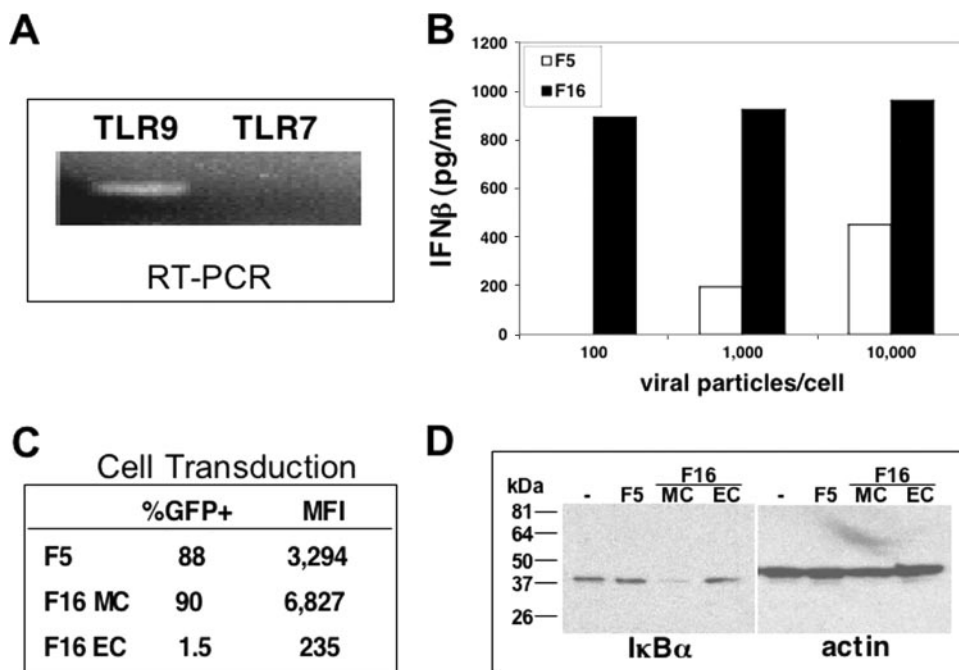 A
TLR9 TLR7
RT-PCR
B
1200
1000
800
600
400
200
0
IFNβ (pg/ml)
F5
F16
100 1,000 10,000
viral particles/cell
C
Cell Transduction
%GFP+ MFI
F5 88 3,294
F16 MC 90 6,827
F16 EC 1.5 235
D
F16
kDa - F5 MC EC
81
64
50
37
26
IκBα
F16
- F5 MC EC
actin